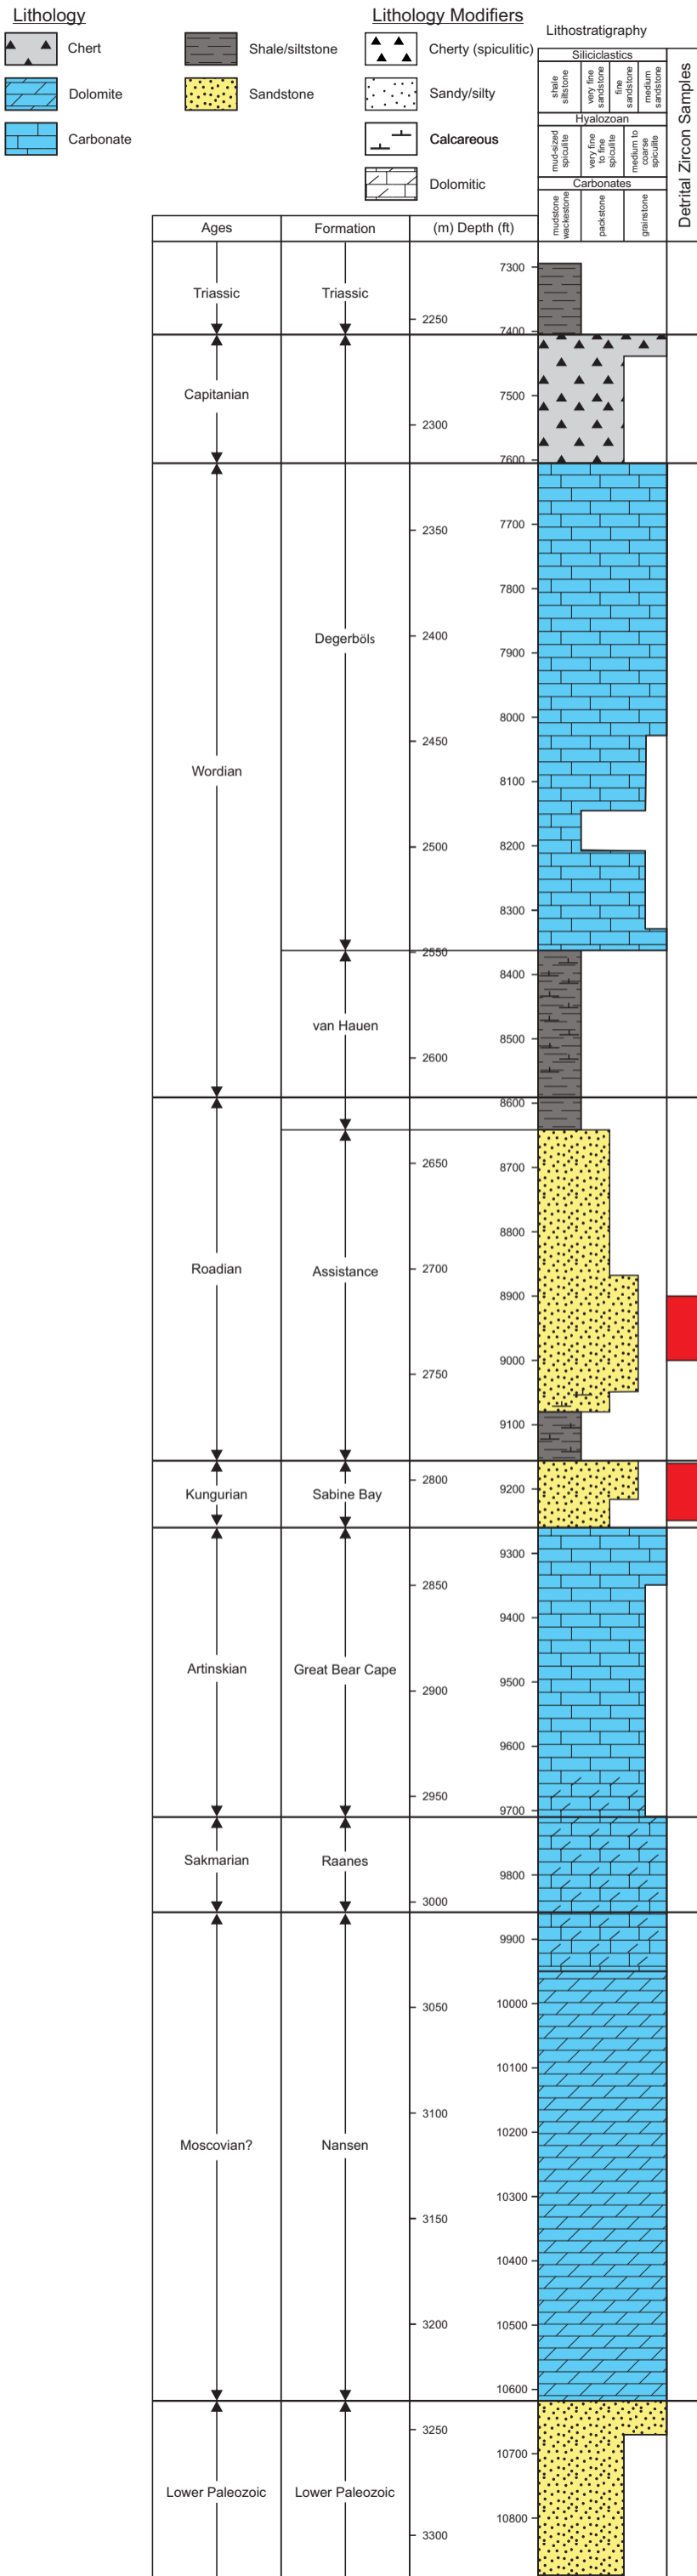 Lithology
Chert
Dolomite
Carbonate
Shale/siltstone
Sandstone
Lithology Modifiers
Cherty (spiculitic)
Sandy/silty
Calcareous
Dolomitic
Lithostratigraphy
Siliciclastics
shale
siltstone
very fine
sandstone
fine
sandstone
medium
sandstone
Hyalozoan
mud-sized
spiculite
very fine
to fine
spiculite
medium to
coarse
spiculite
Carbonates
mudstone
wackestone
packstone
grainstone
Detrital Zircon Samples
Ages
Formation
(m) Depth (ft)
Triassic
Triassic
Capitanian
Degerböls
Wordian
van Hauen
Roadian
Assistance
Kungurian
Sabine Bay
Artinskian
Great Bear Cape
Sakmarian
Raanes
Moscovian?
Nansen
Lower Paleozoic
Lower Paleozoic
2250
2300
2350
2400
2450
2500
2550
2600
2650
2700
2750
2800
2850
2900
2950
3000
3050
3100
3150
3200
3250
3300
7300
7400
7500
7600
7700
7800
7900
8000
8100
8200
8300
8400
8500
8600
8700
8800
8900
9000
9100
9200
9300
9400
9500
9600
9700
9800
9900
10000
10100
10200
10300
10400
10500
10600
10700
10800